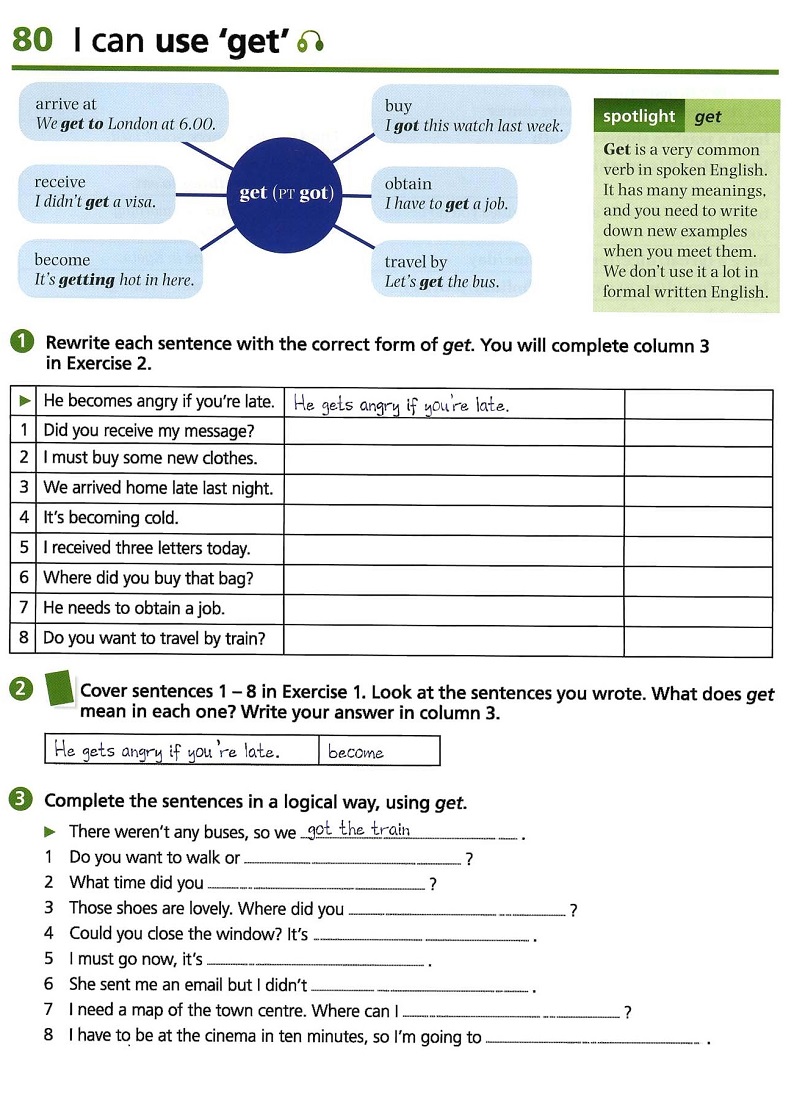 80 I can use 'get'
arrive at
We get to London at 6.00.
buy
I got this watch last week.
receive
I didn't get a visa.
get (PT got)
obtain
I have to get a job.
become
It's getting hot in here.
travel by
Let's get the bus.
spotlight get
Get is a very common
verb in spoken English.
It has many meanings,
and you need to write
down new examples
when you meet them.
We don't use it a lot in
formal written English.
1 Rewrite each sentence with the correct form of get. You will complete column 3
in Exercise 2.
▶ He becomes angry if you're late. He gets angry if you're late.
1 Did you receive my message?
2 I must buy some new clothes.
3 We arrived home late last night.
4 It's becoming cold.
5 I received three letters today.
6 Where did you buy that bag?
7 He needs to obtain a job.
8 Do you want to travel by train?
2 Cover sentences 1 – 8 in Exercise 1. Look at the sentences you wrote. What does get
mean in each one? Write your answer in column 3.
He gets angry if you're late. become
3 Complete the sentences in a logical way, using get.
▶ There weren't any buses, so we got the train .
1 Do you want to walk or ?
2 What time did you ?
3 Those shoes are lovely. Where did you ?
4 Could you close the window? It's .
5 I must go now, it's .
6 She sent me an email but I didn't .
7 I need a map of the town centre. Where can I ?
8 I have to be at the cinema in ten minutes, so I'm going to .